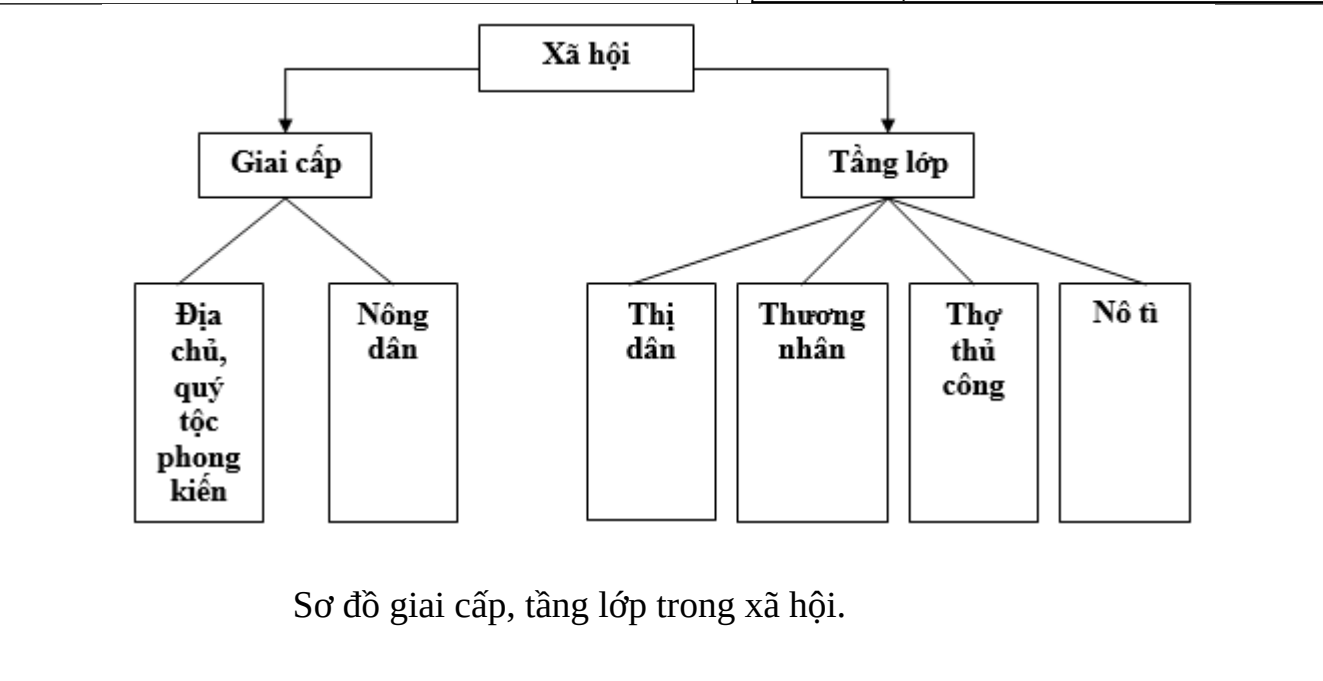 Xã hội
Giai cấp
Tầng lớp
Địa
chủ,
quý
tộc
phong
kiến
Nông
dân
Thị
dân
Thương
nhân
Thợ
thủ
công
Nô tì
Sơ đồ giai cấp, tầng lớp trong xã hội.